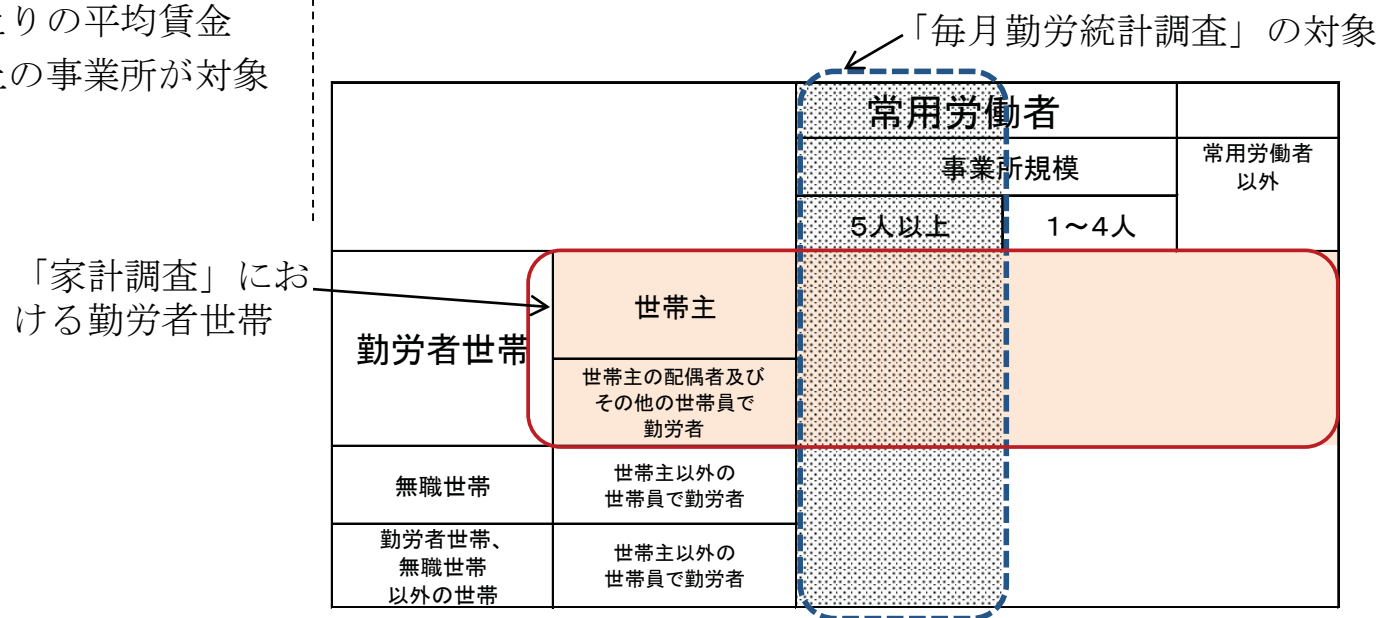 りの平均賃金
の事業所が対象
「毎月勤労統計調査」の対象
常用労働者
事業所規模
常用労働者
以外
5人以上
1～4人
「家計調査」にお
ける勤労者世帯
勤労者世帯
世帯主
世帯主の配偶者及び
その他の世帯員で
勤労者
無職世帯
世帯主以外の
世帯員で勤労者
勤労者世帯、
無職世帯
以外の世帯
世帯主以外の
世帯員で勤労者